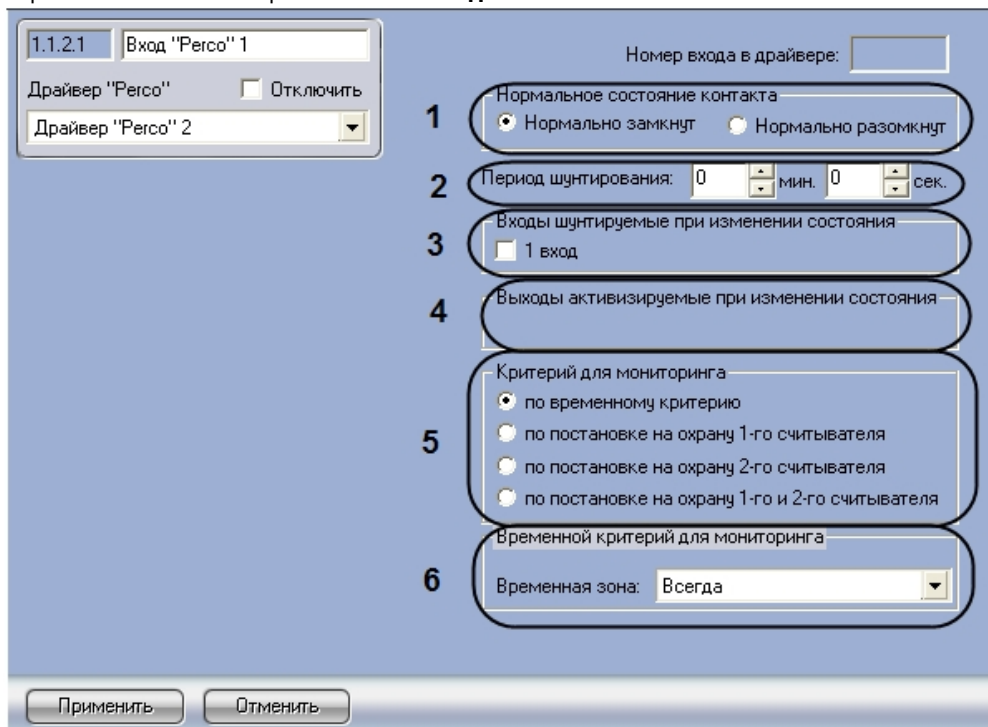 1.1.2.1 Вход "Perco" 1
Драйвер "Perco" Отключить
Драйвер "Perco" 2
Номер входа в драйвере:
1
Нормальное состояние контакта
Нормально замкнут Нормально разомкнут
2
Период шунтирования: 0 мин. 0 сек.
3
Входы шунтируемые при изменении состояния
1 вход
4
Выходы активизируемые при изменении состояния
5
Критерий для мониторинга
по временному критерию
по постановке на охрану 1-го считывателя
по постановке на охрану 2-го считывателя
по постановке на охрану 1-го и 2-го считывателя
6
Временной критерий для мониторинга
Временная зона: Всегда
Применить Отменить